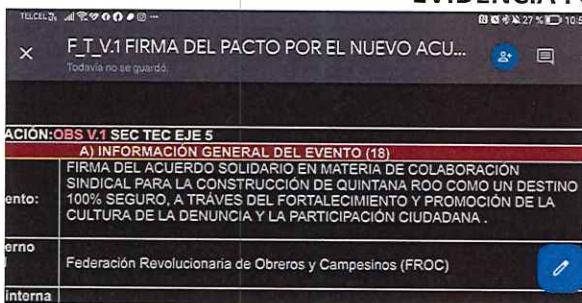 TELCEL
27 % 10:5
F_T_V.1 FIRMA DEL PACTO POR EL NUEVO ACU...
Todavía no se guardó.
ACIÓN:OBS V.1 SEC TEC EJE 5
A) INFORMACIÓN GENERAL DEL EVENTO (18)
FIRMA DEL ACUERDO SOLIDARIO EN MATERIA DE COLABORACIÓN
SINDICAL PARA LA CONSTRUCCIÓN DE QUINTANA ROO COMO UN DESTINO
ento: 100% SEGURO, A TRÁVES DEL FORTALECIMIENTO Y PROMOCIÓN DE LA
CULTURA DE LA DENUNCIA Y LA PARTICIPACIÓN CIUDADANA .
erno
Federación Revolucionaria de Obreros y Campesinos (FROC)
interna